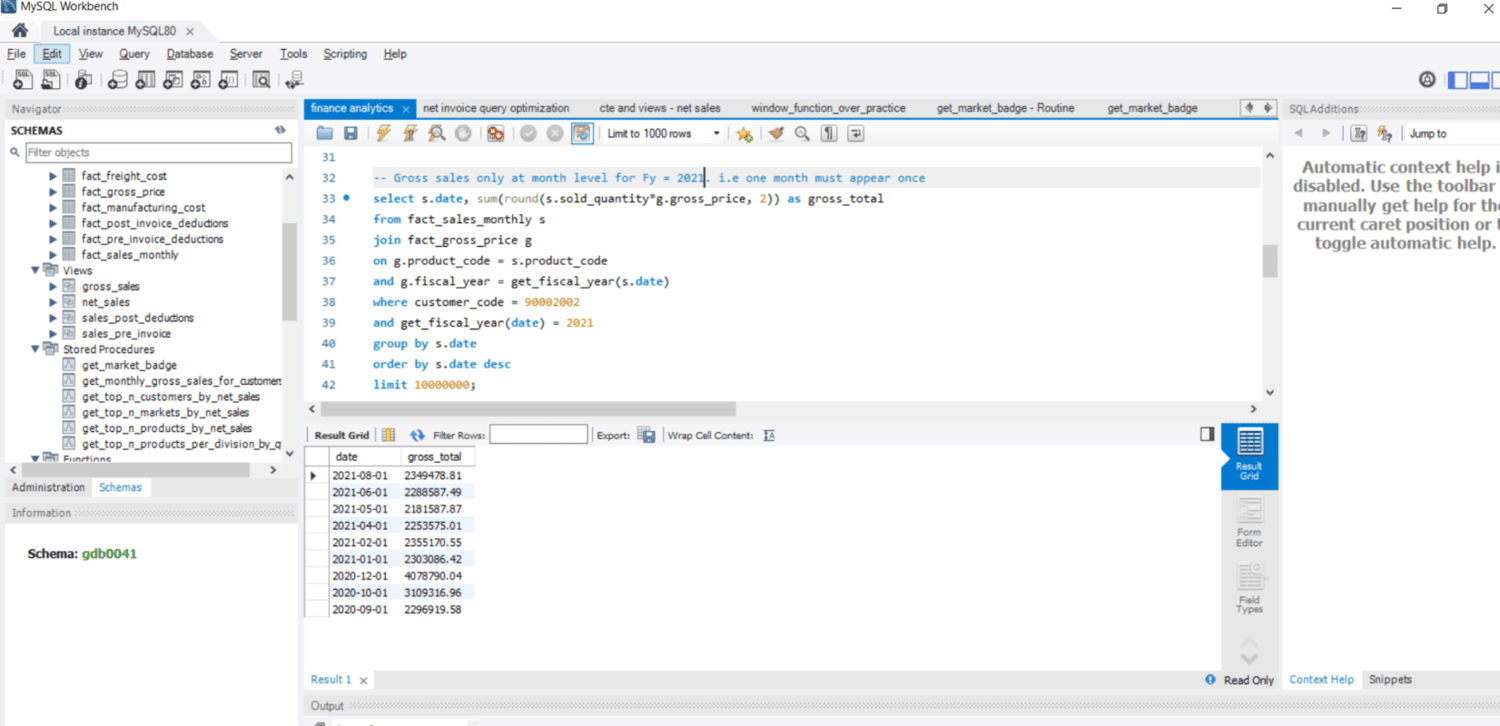 MySQL Workbench
Local instance MySQL80
File Edit View Query Database Server Tools Scripting Help
Navigator
SCHEMAS
Filter objects
fact_freight_cost
fact_gross_price
fact_manufacturing_cost
fact_post_invoice_deductions
fact_pre_invoice_deductions
fact_sales_monthly
Views
gross_sales
net_sales
sales_post_deductions
sales_pre_invoice
Stored Procedures
get_market_badge
get_monthly_gross_sales_for_customers
get_top_n_customers_by_net_sales
get_top_n_markets_by_net_sales
get_top_n_products_by_net_sales
get_top_n_products_per_division_by_q
Functions
Administration Schemas
Information
Schema: gdb0041
finance analytics net invoice query optimization cte and views - net sales window_function_over_practice get_market_badge - Routine get_market_badge
Limit to 1000 rows
31
32 -- Gross sales only at month level for Fy = 2021. i.e one month must appear once
33 select s.date, sum(round(s.sold_quantity*g.gross_price, 2)) as gross_total
34 from fact_sales_monthly s
35 join fact_gross_price g
36 on g.product_code = s.product_code
37 and g.fiscal_year = get_fiscal_year(s.date)
38 where customer_code = 90002002
39 and get_fiscal_year(date) = 2021
40 group by s.date
41 order by s.date desc
42 limit 10000000;
Result Grid Filter Rows: Export: Wrap Cell Content:
date gross_total
2021-08-01 2349478.81
2021-06-01 2288587.49
2021-05-01 2181587.87
2021-04-01 2253575.01
2021-02-01 2355170.55
2021-01-01 2303086.42
2020-12-01 4078790.04
2020-10-01 3109316.96
2020-09-01 2296919.58
Result
Grid
Form
Editor
Field
Types
Result 1
Read Only
Output
SQLAdditions
Jump to
Automatic context help i
disabled. Use the toolbar
manually get help for the
current caret position or t
toggle automatic help.
Context Help Snippets